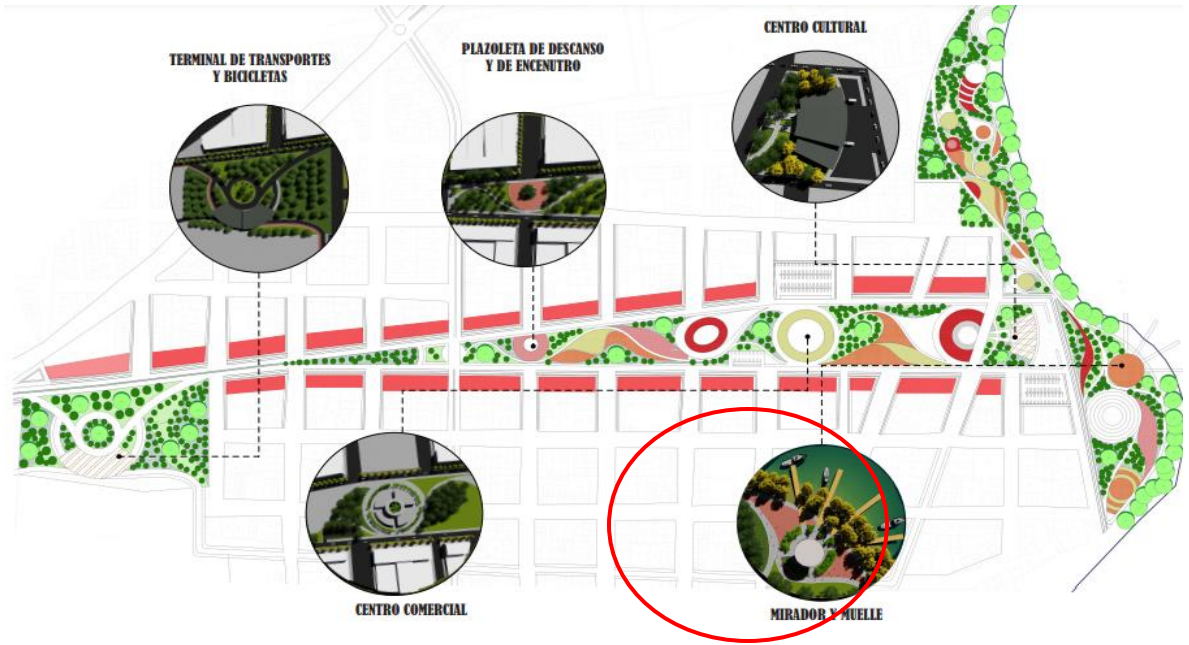 TERMINAL DE TRANSPORTES
Y BICICLETAS
PLAZOLETA DE DESCANSO
Y DE ENCENUTRO
CENTRO CULTURAL
CENTRO COMERCIAL
MIRADOR Y MUELLE